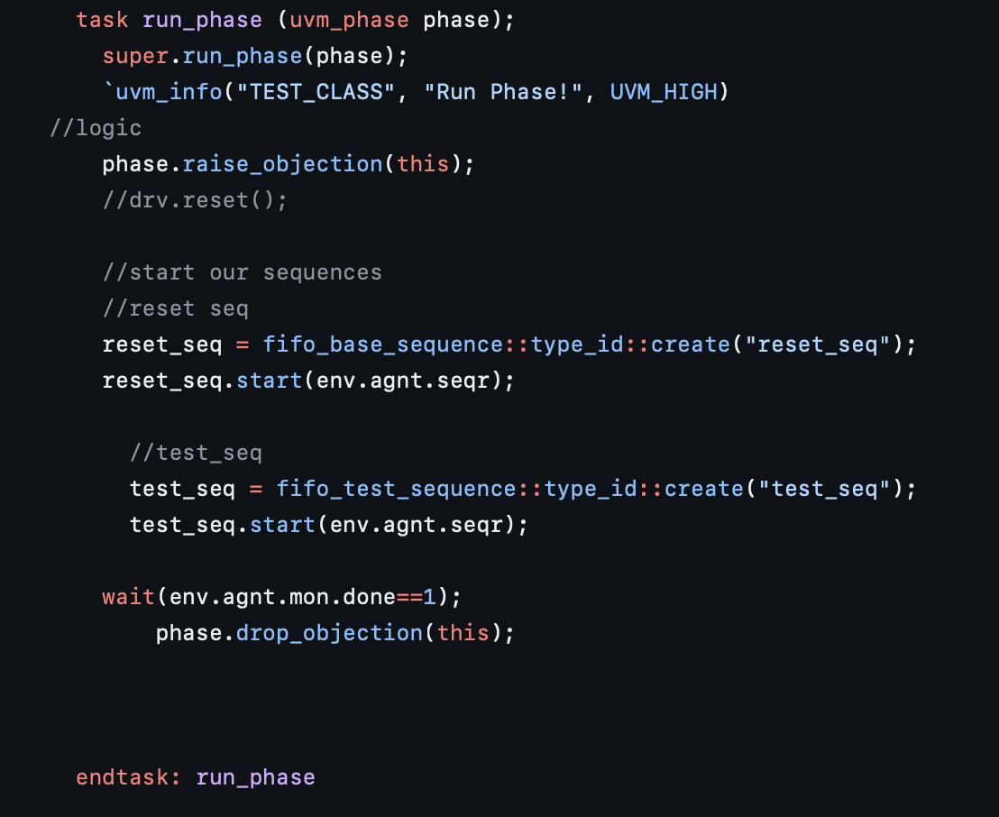 task run_phase (uvm_phase phase);
super.run_phase(phase);
`uvm_info("TEST_CLASS", "Run Phase!", UVM_HIGH)
//logic
phase.raise_objection(this);
//drv.reset();
//start our sequences
//reset seq
reset_seq = fifo_base_sequence::type_id::create("reset_seq");
reset_seq.start(env.agnt.seqr);
//test_seq
test_seq = fifo_test_sequence::type_id::create("test_seq");
test_seq.start(env.agnt.seqr);
wait(env.agnt.mon.done==1);
phase.drop_objection(this);
endtask: run_phase